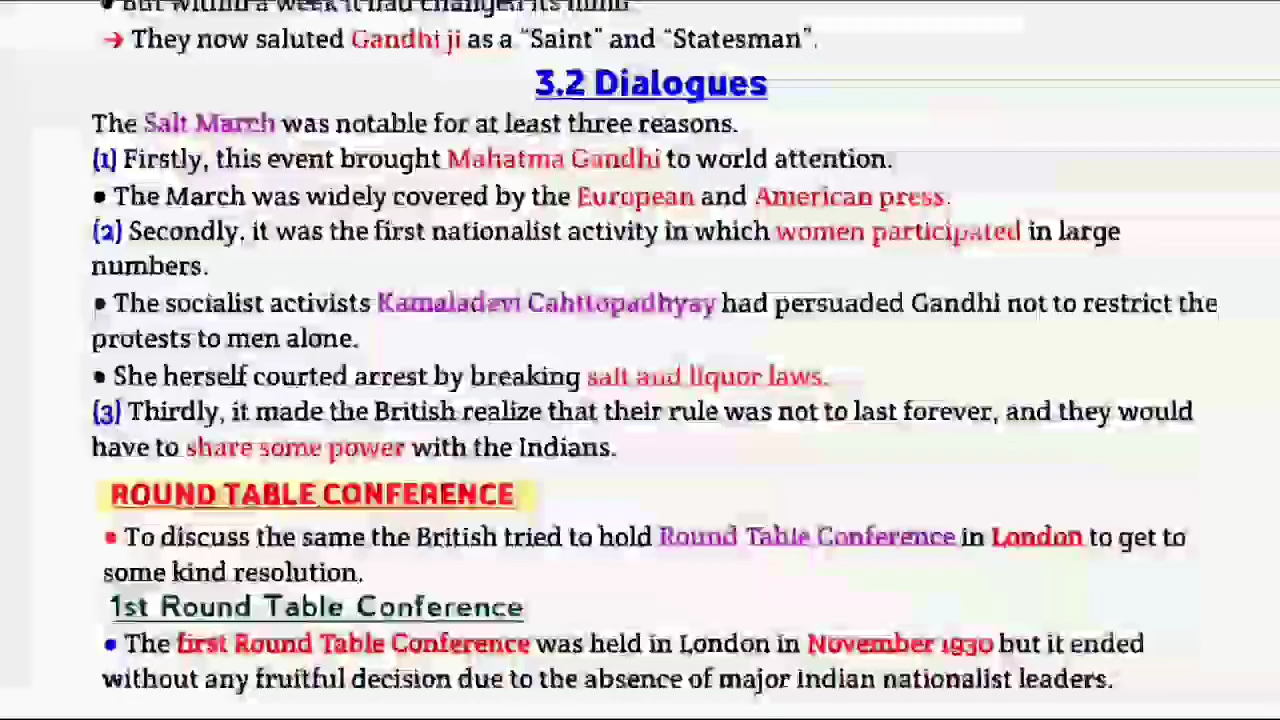 • But within a week it had changed its mind.
→ They now saluted Gandhi ji as a “Saint” and “Statesman”.
3.2 Dialogues
The Salt March was notable for at least three reasons.
(1) Firstly, this event brought Mahatma Gandhi to world attention.
• The March was widely covered by the European and American press.
(2) Secondly, it was the first nationalist activity in which women participated in large
numbers.
• The socialist activists Kamaladevi Cahttopadhyay had persuaded Gandhi not to restrict the
protests to men alone.
• She herself courted arrest by breaking salt and liquor laws.
(3) Thirdly, it made the British realize that their rule was not to last forever, and they would
have to share some power with the Indians.
ROUND TABLE CONFERENCE
• To discuss the same the British tried to hold Round Table Conference in London to get to
some kind resolution.
1st Round Table Conference
• The first Round Table Conference was held in London in November 1930 but it ended
without any fruitful decision due to the absence of major Indian nationalist leaders.